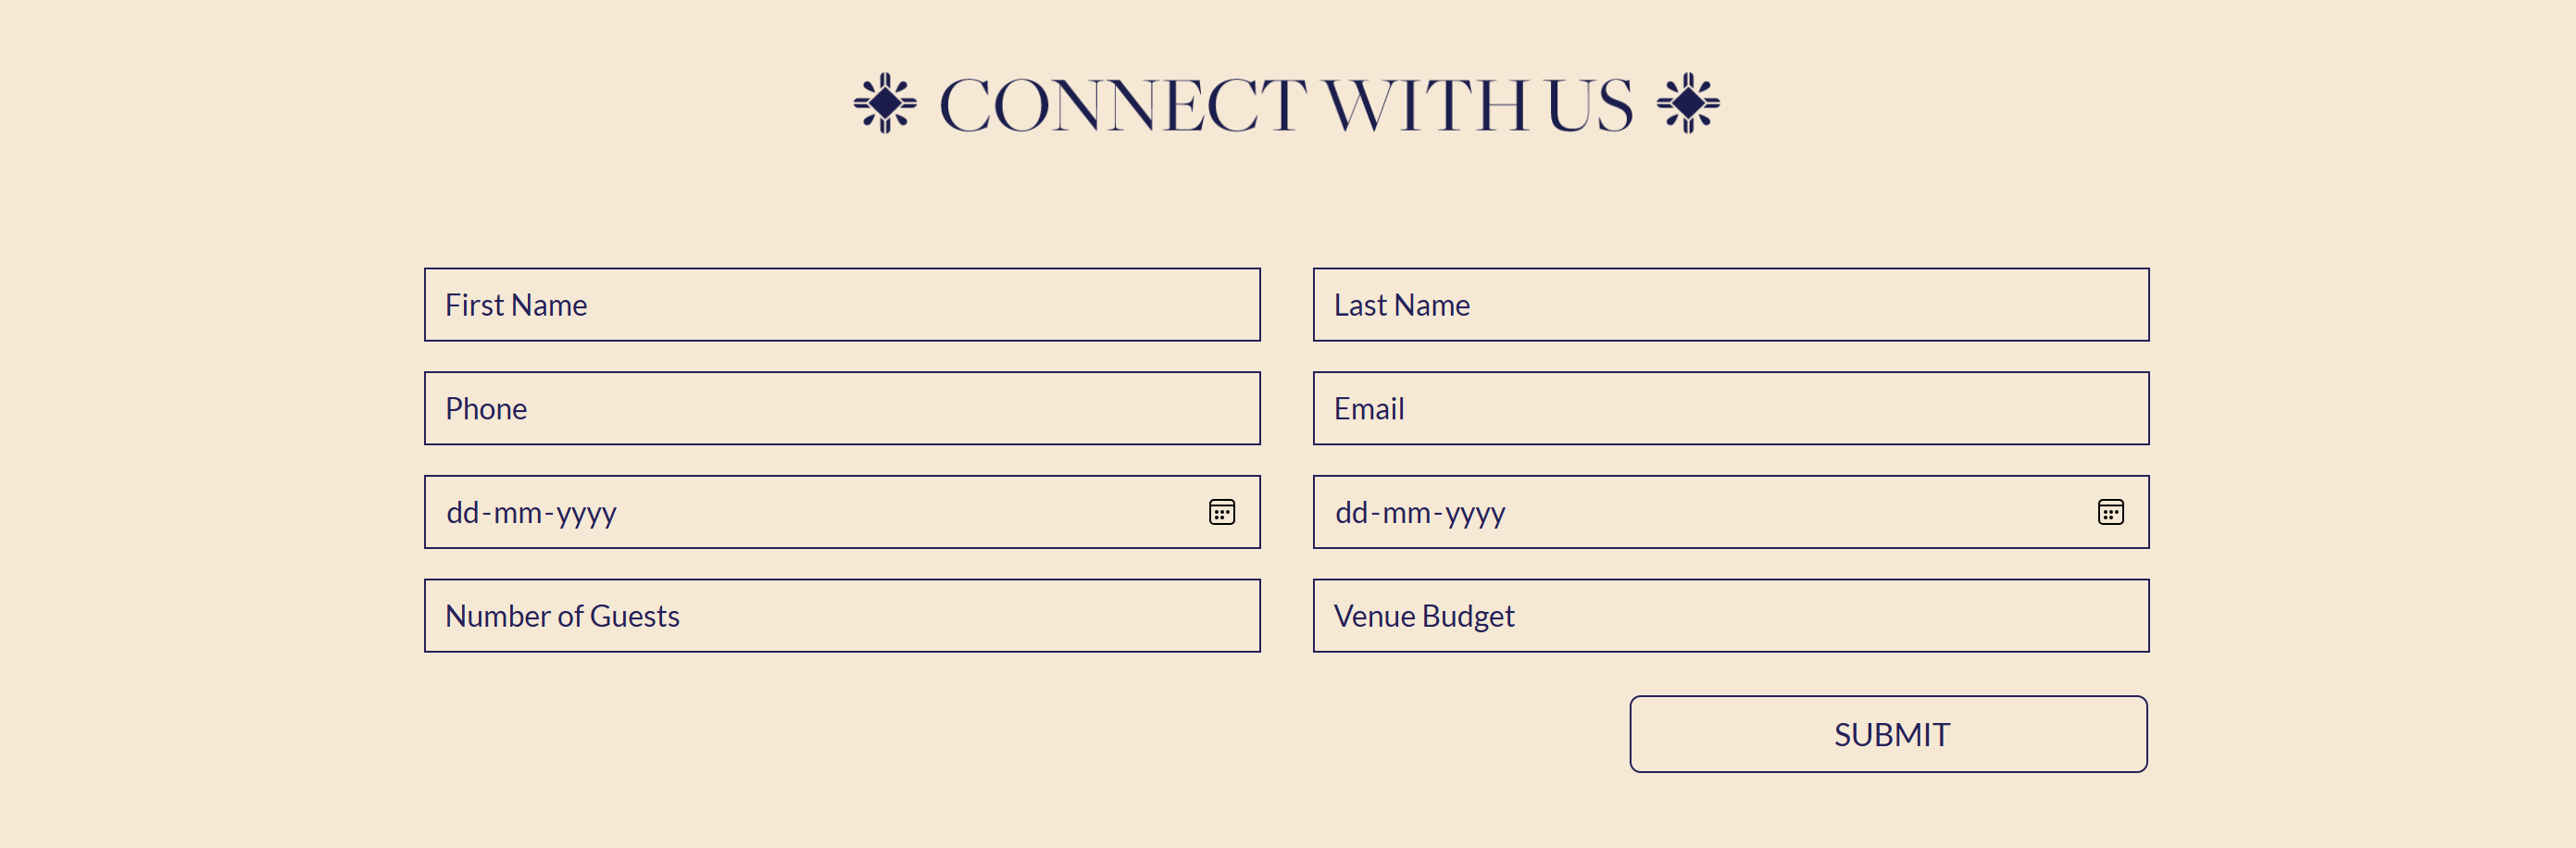 CONNECT WITH US
First Name
Last Name
Phone
Email
dd-mm-yyyy
dd-mm-yyyy
Number of Guests
Venue Budget
SUBMIT